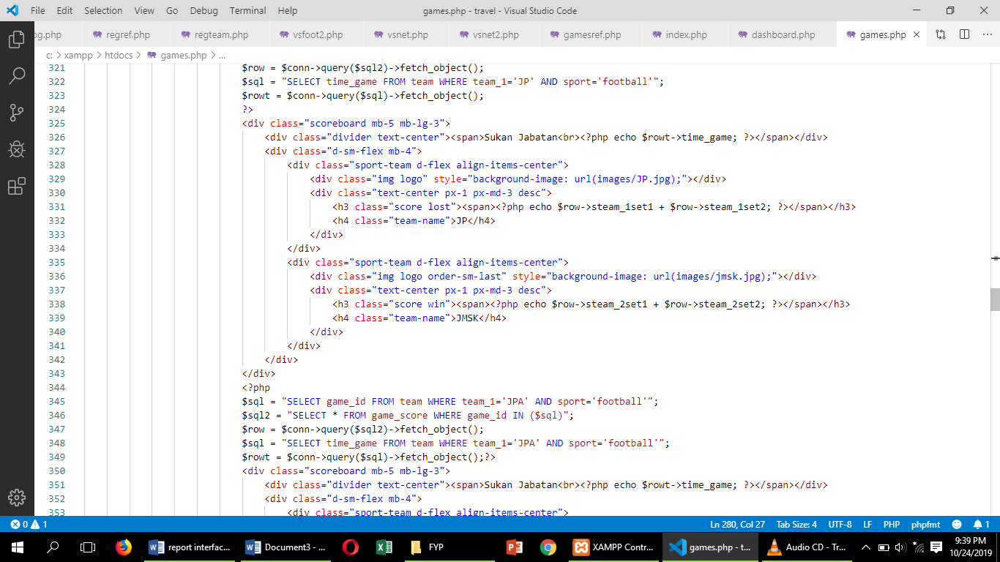 File Edit Selection View Go Debug Terminal Help games.php - travel - Visual Studio Code
og.php regref.php regteam.php vsfoot2.php vsnet.php vsnet2.php gamesref.php index.php dashboard.php games.php
c: > xampp > htdocs > games.php > ...
321 $row = $conn->query($sql2)->fetch_object();
322 $sql = "SELECT time_game FROM team WHERE team_1='JP' AND sport='football'";
323 $rowt = $conn->query($sql)->fetch_object();
324 ?>
325 <div class="scoreboard mb-5 mb-lg-3">
326 <div class="divider text-center"><span>Sukan Jabatan<br><?php echo $rowt->time_game; ?></span></div>
327 <div class="d-sm-flex mb-4">
328 <div class="sport-team d-flex align-items-center">
329 <div class="img logo" style="background-image: url(images/JP.jpg);"></div>
330 <div class="text-center px-1 px-md-3 desc">
331 <h3 class="score lost"><span><?php echo $row->steam_1set1 + $row->steam_1set2; ?></span></h3>
332 <h4 class="team-name">JP</h4>
333 </div>
334 </div>
335 <div class="sport-team d-flex align-items-center">
336 <div class="img logo order-sm-last" style="background-image: url(images/jmsk.jpg);"></div>
337 <div class="text-center px-1 px-md-3 desc">
338 <h3 class="score win"><span><?php echo $row->steam_2set1 + $row->steam_2set2; ?></span></h3>
339 <h4 class="team-name">JMSK</h4>
340 </div>
341 </div>
342 </div>
343 </div>
344 <?php
345 $sql = "SELECT game_id FROM team WHERE team_1='JPA' AND sport='football'";
346 $sql2 = "SELECT * FROM game_score WHERE game_id IN ($sql)";
347 $row = $conn->query($sql2)->fetch_object();
348 $sql = "SELECT time_game FROM team WHERE team_1='JPA' AND sport='football'";
349 $rowt = $conn->query($sql)->fetch_object();?>
350 <div class="scoreboard mb-5 mb-lg-3">
351 <div class="divider text-center"><span>Sukan Jabatan<br><?php echo $rowt->time_game; ?></span></div>
352 <div class="d-sm-flex mb-4">
353 <div class="sport-team d-flex align-items-center">
0 1 Ln 280, Col 27 Tab Size: 4 UTF-8 LF PHP phpfmt 1
report interfac... Document3 - ... FYP XAMPP Contr... games.php - t... Audio CD - Tr... 9:39 PM
10/24/2019